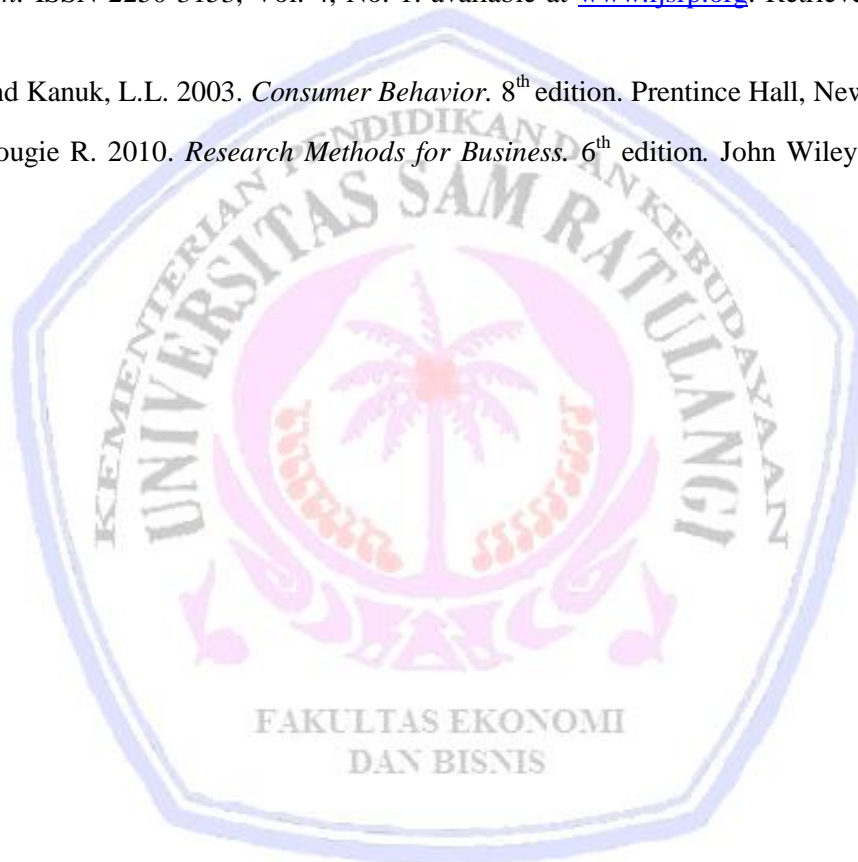 ISSN 2250-3153, Vol. 4, No. 1. available at www.ijsrp.org. Retrieve
nd Kanuk, L.L. 2003. Consumer Behavior. 8th edition. Prentince Hall, New
ougie R. 2010. Research Methods for Business. 6th edition. John Wiley
KEMENTERIAN PENDIDIKAN DAN KEBUDAYAAN
UNIVERSITAS SAM RATULANGI
FAKULTAS EKONOMI
DAN BISNIS